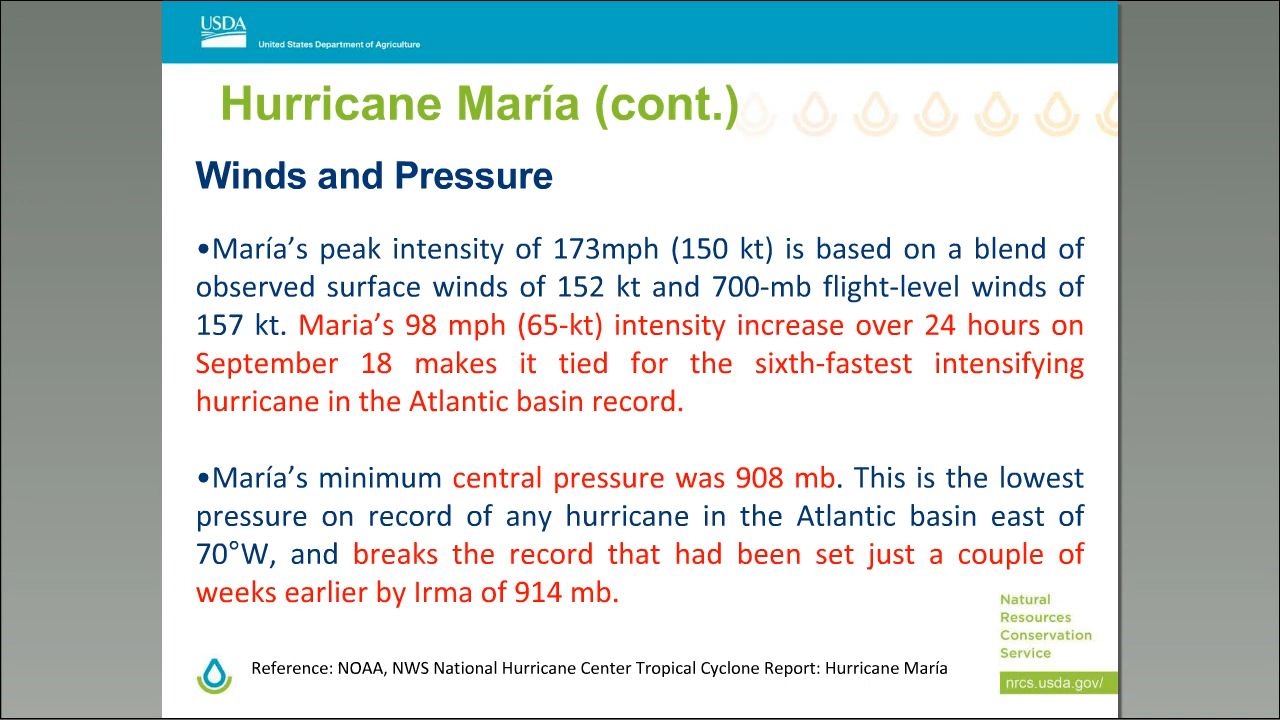 USDA
United States Department of Agriculture
Hurricane María (cont.)
Winds and Pressure
•María’s peak intensity of 173mph (150 kt) is based on a blend of
observed surface winds of 152 kt and 700-mb flight-level winds of
157 kt. Maria’s 98 mph (65-kt) intensity increase over 24 hours on
September 18 makes it tied for the sixth-fastest intensifying
hurricane in the Atlantic basin record.
•María’s minimum central pressure was 908 mb. This is the lowest
pressure on record of any hurricane in the Atlantic basin east of
70°W, and breaks the record that had been set just a couple of
weeks earlier by Irma of 914 mb.
Natural
Resources
Conservation
Service
nrcs.usda.gov/
Reference: NOAA, NWS National Hurricane Center Tropical Cyclone Report: Hurricane María